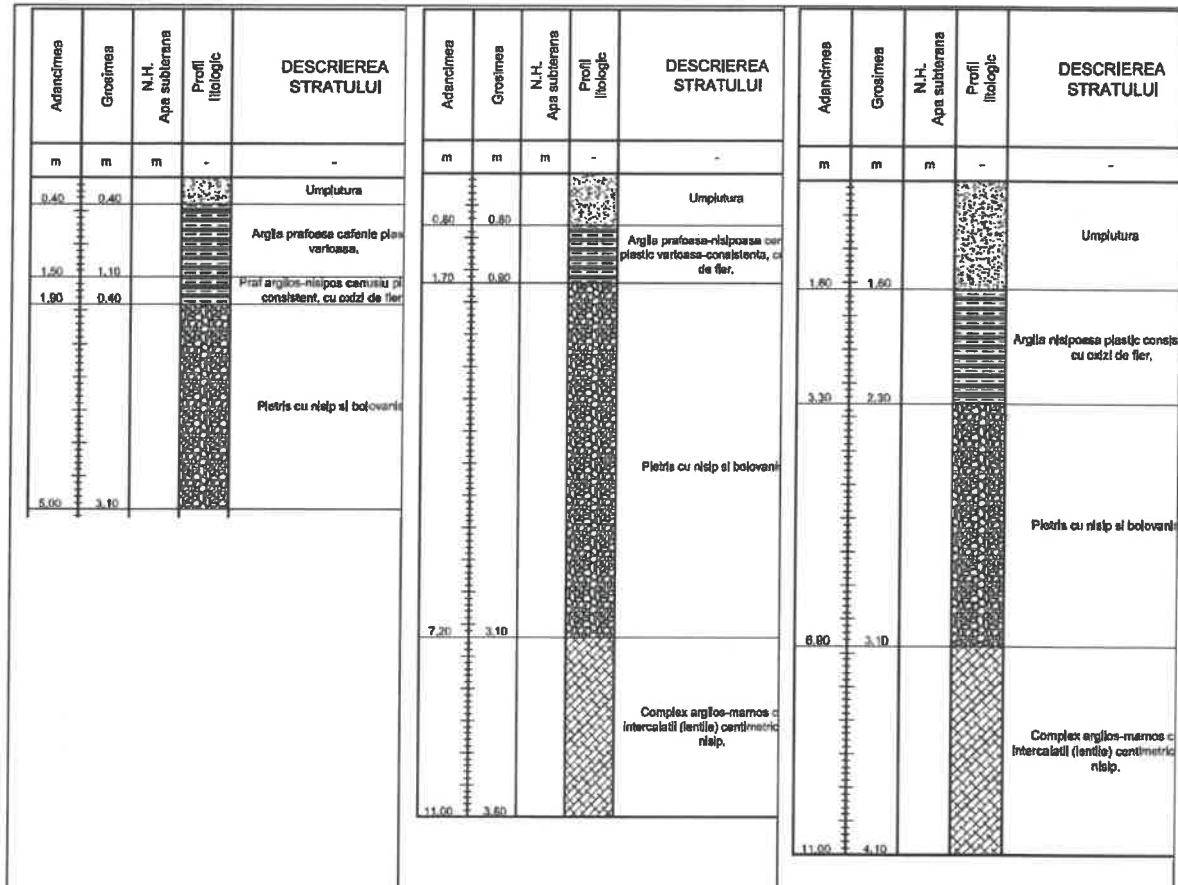 Adancimea
Grosimea
N.H.
Apa subterana
Profil
litologic
DESCRIEREA
STRATULUI
m
m
m
-
-
Umplutura
0,40
0,40
Argila prafoasa cafenie plas
vartoasa.
1,50
1,10
Praf argilos-nisipos cenusiu pl
consistent, cu oxizi de fier
1,90
0,40
Pietris cu nisip si bolovanis
5,00
3,10
Adancimea
Grosimea
N.H.
Apa subterana
Profil
litologic
DESCRIEREA
STRATULUI
m
m
m
-
-
Umplutura
0,80
0,80
Argila prafoasa-nisipoasa cen
plastic vartoasa-consistenta, cu
de fier.
1,70
0,90
Pietris cu nisip si bolovani
7,20
3,10
Complex argilos-marnos c
intercalatii (lentile) centimetric
nisip.
11,00
3,60
Adancimea
Grosimea
N.H.
Apa subterana
Profil
litologic
DESCRIEREA
STRATULUI
m
m
m
-
-
Umplutura
1,60
1,60
Argila nisipoasa plastic consis
cu oxizi de fier.
3,30
2,30
Pietris cu nisip si bolovanis
6,90
3,10
Complex argilos-marnos c
intercalatii (lentile) centimetric
nisip.
11,00
4,10